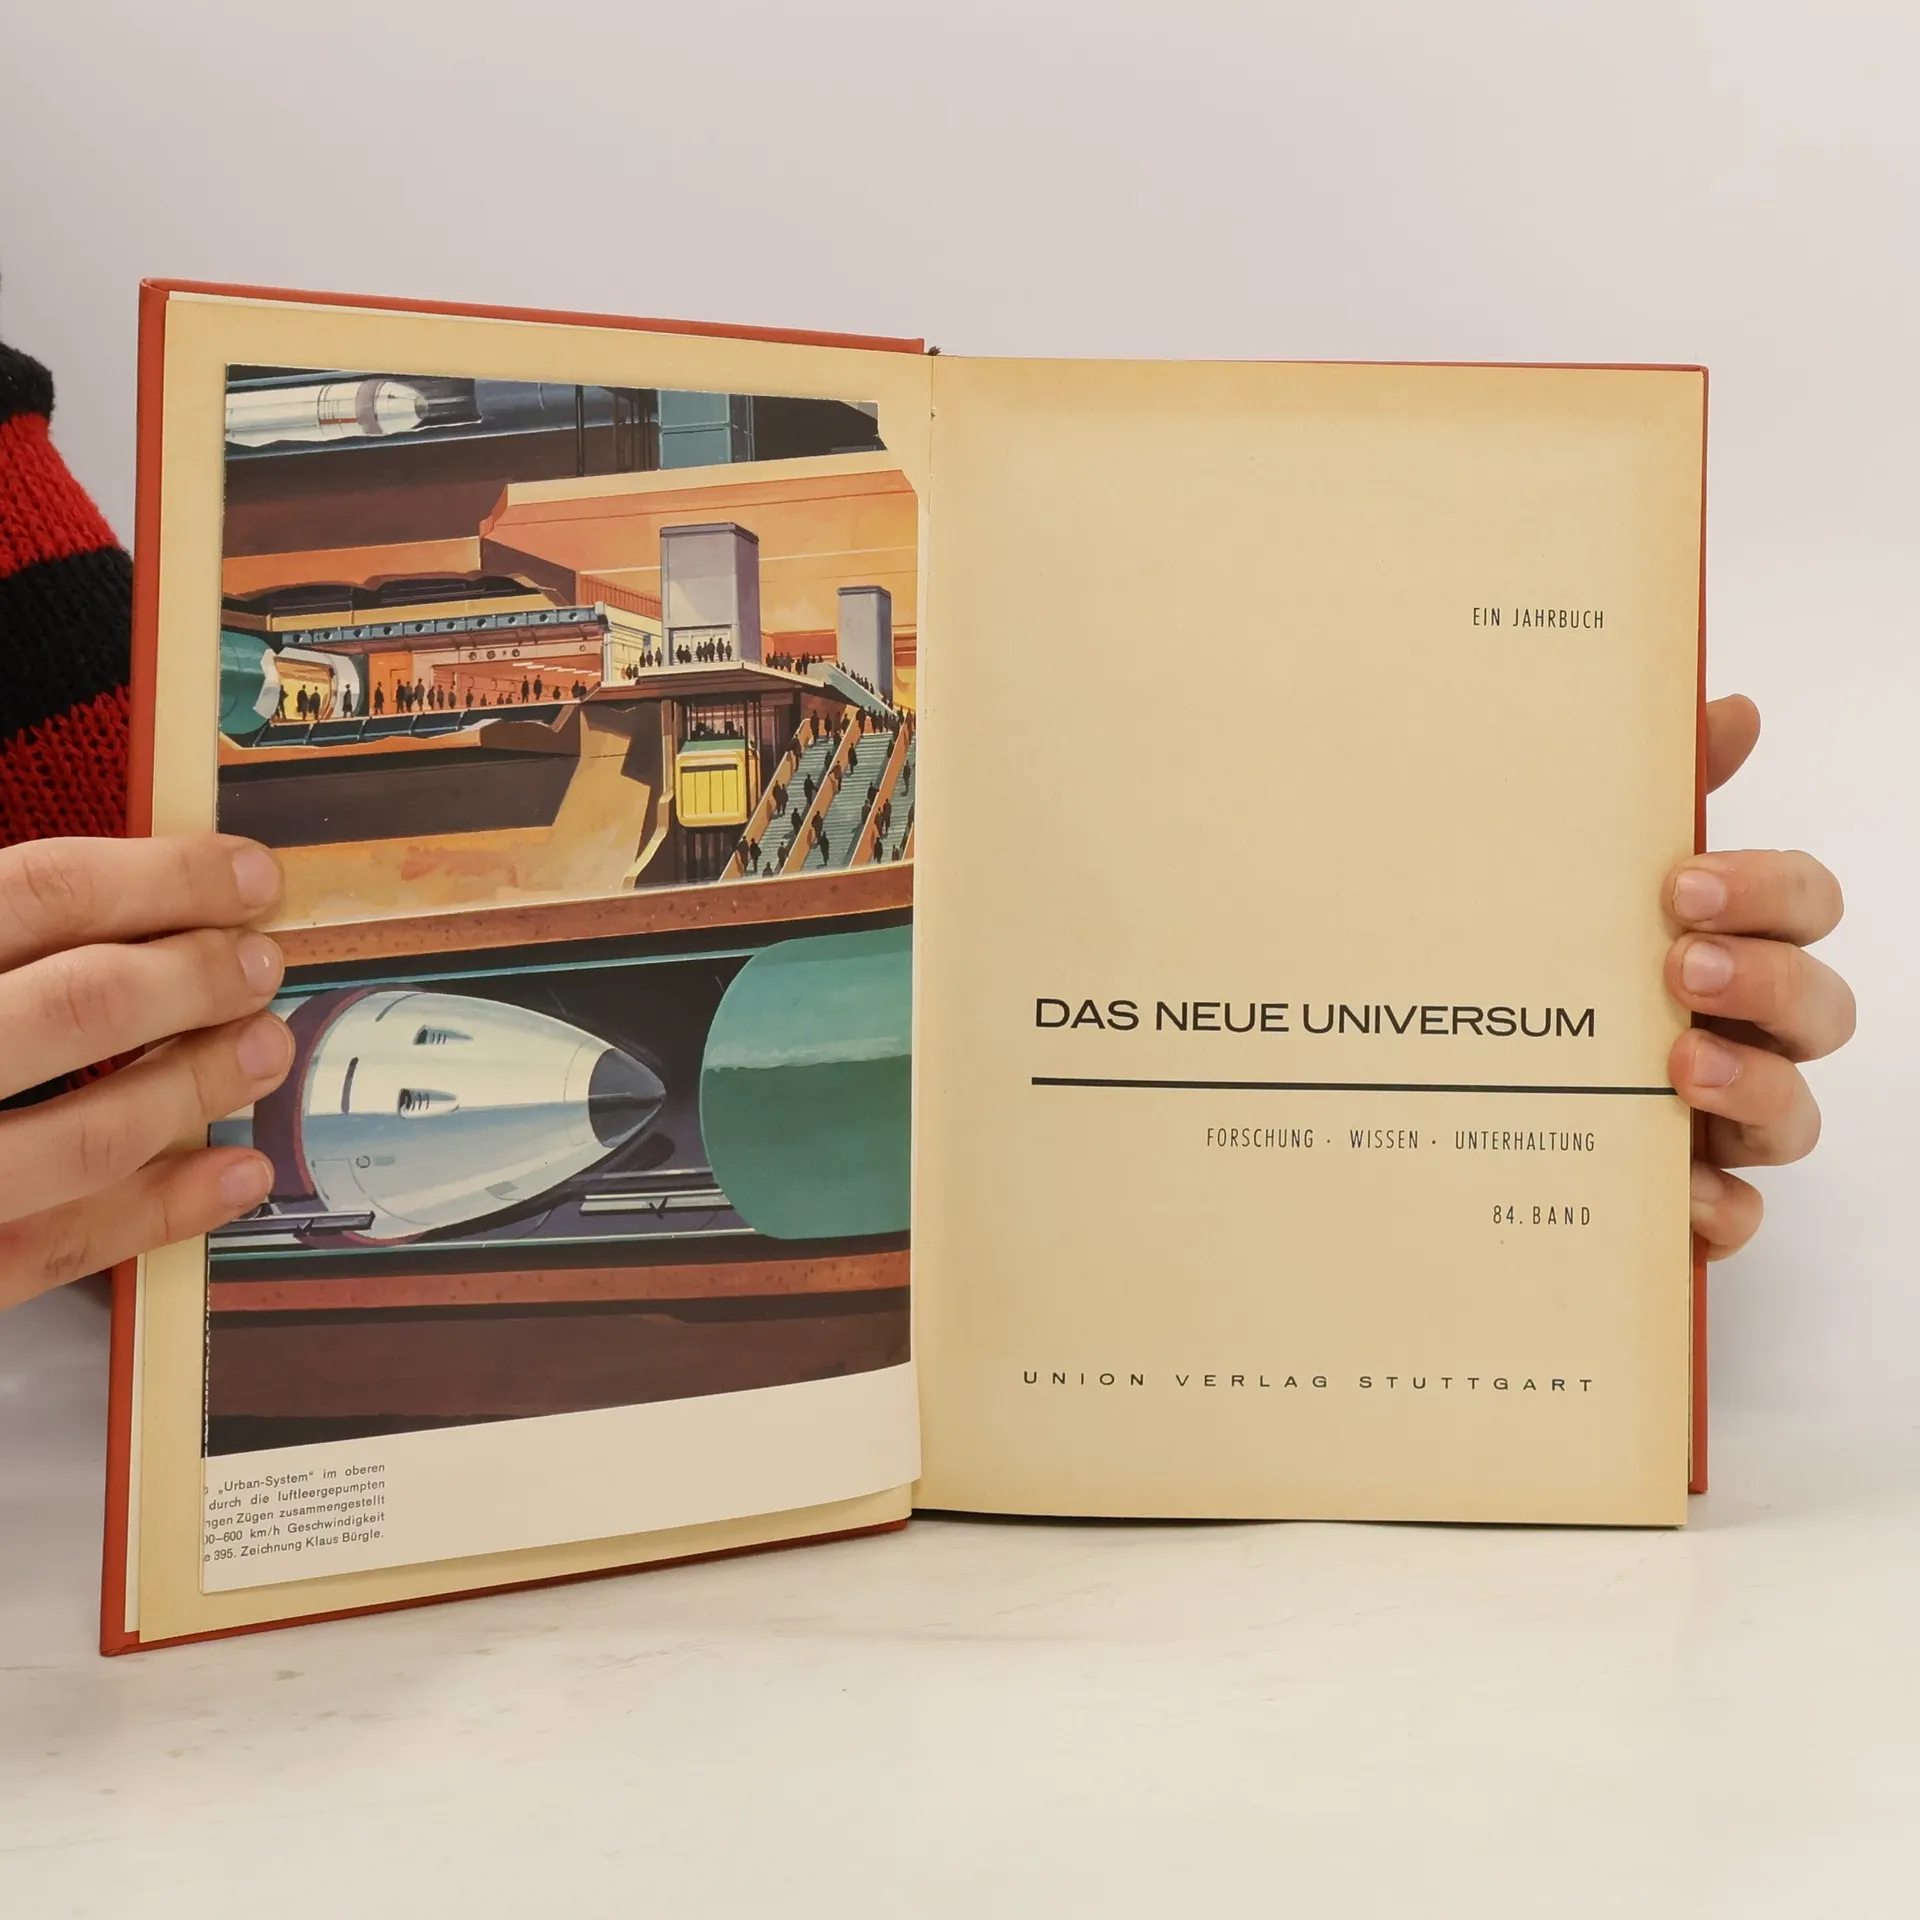 „Urban-System“ im oberen
durch die luftleergepumpten
Zügen zusammengestellt
km/h Geschwindigkeit
395. Zeichnung Klaus Bürgle.
EIN JAHRBUCH
DAS NEUE UNIVERSUM
FORSCHUNG · WISSEN · UNTERHALTUNG
84. BAND
UNION VERLAG STUTTGART